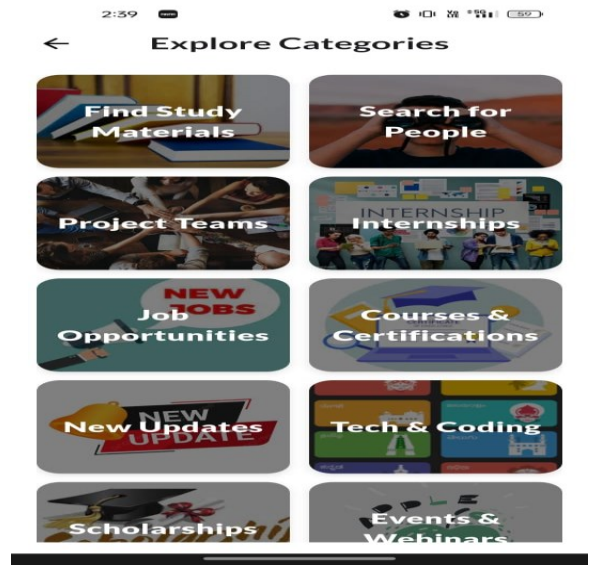 2:39
59
Explore Categories
Find Study
Materials
Search for
People
Project Teams
INTERNSHIP
Internships
NEW
JOBS
Job
Opportunities
Courses &
Certifications
NEW
UPDATE
New Updates
Tech & Coding
Scholarships
Events &
Webinars